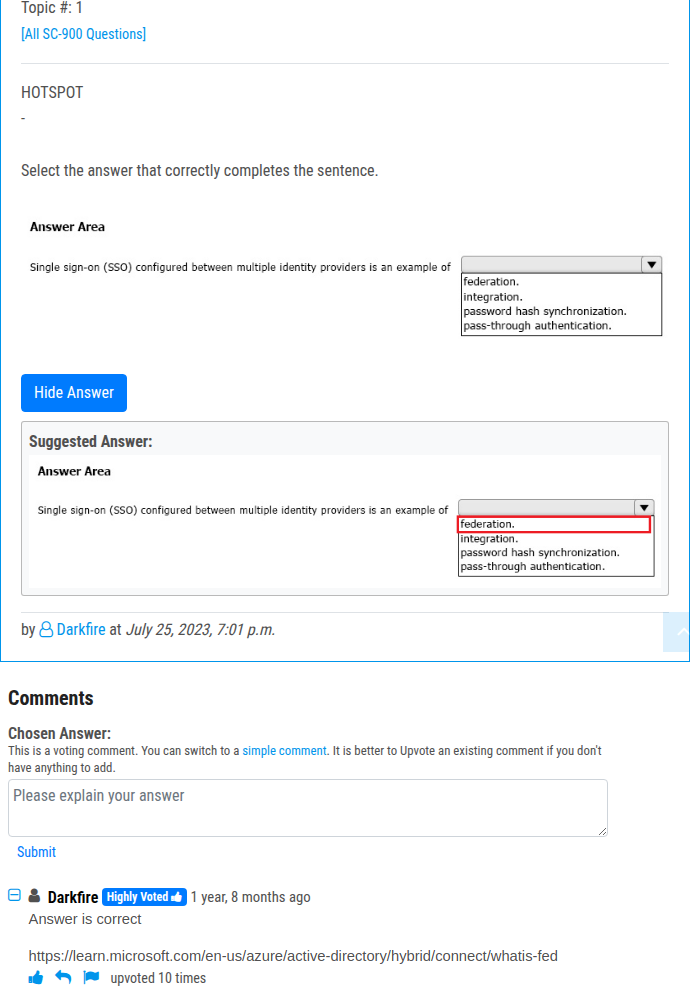 Topic #: 1
[All SC-900 Questions]
HOTSPOT
-
Select the answer that correctly completes the sentence.
Answer Area
Single sign-on (SSO) configured between multiple identity providers is an example of
federation.
integration.
password hash synchronization.
pass-through authentication.
Hide Answer
Suggested Answer:
Answer Area
Single sign-on (SSO) configured between multiple identity providers is an example of
federation.
integration.
password hash synchronization.
pass-through authentication.
by Darkfire at July 25, 2023, 7:01 p.m.
Comments
Chosen Answer:
This is a voting comment. You can switch to a simple comment. It is better to Upvote an existing comment if you don't
have anything to add.
Please explain your answer
Submit
Darkfire Highly Voted 1 year, 8 months ago
Answer is correct
https://learn.microsoft.com/en-us/azure/active-directory/hybrid/connect/whatis-fed
upvoted 10 times